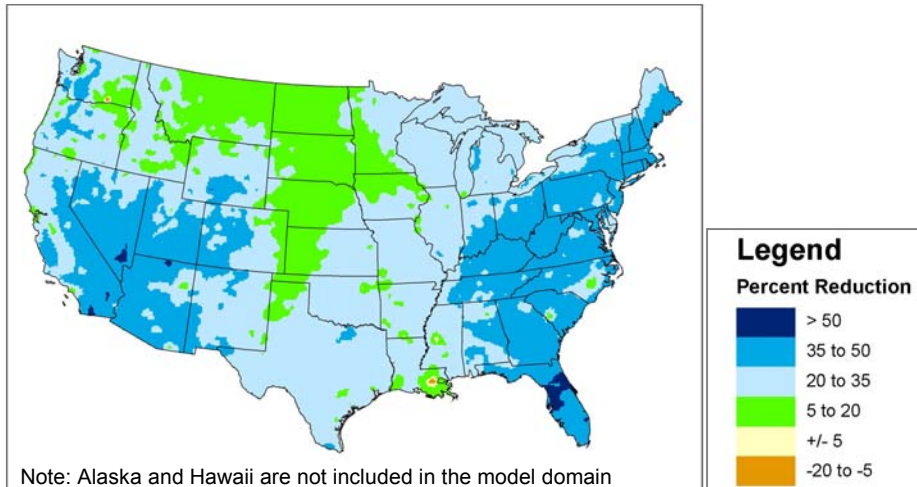 Note: Alaska and Hawaii are not included in the model domain
Legend
Percent Reduction
> 50
35 to 50
20 to 35
5 to 20
+/- 5
-20 to -5